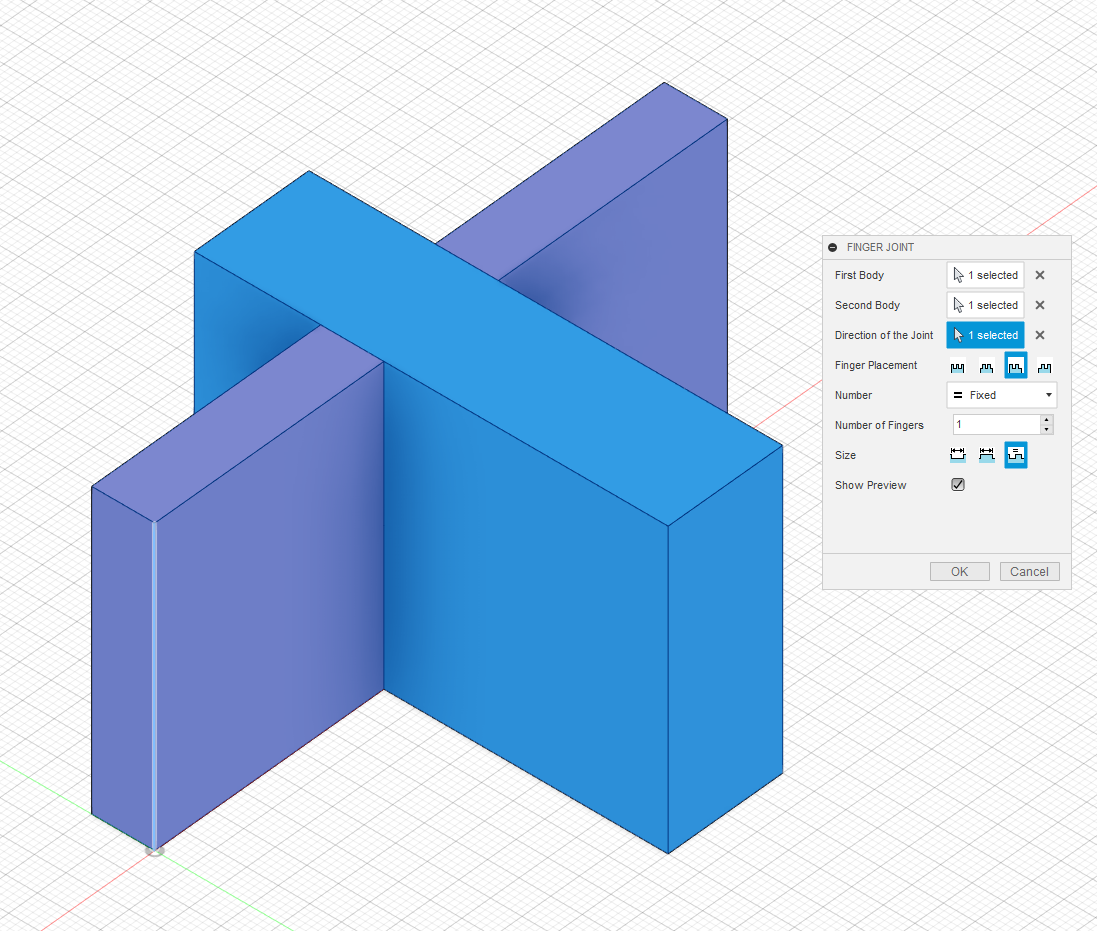 FINGER JOINT
First Body 1 selected
Second Body 1 selected
Direction of the Joint 1 selected
Finger Placement
Number Fixed
Number of Fingers 1
Size
Show Preview
OK Cancel